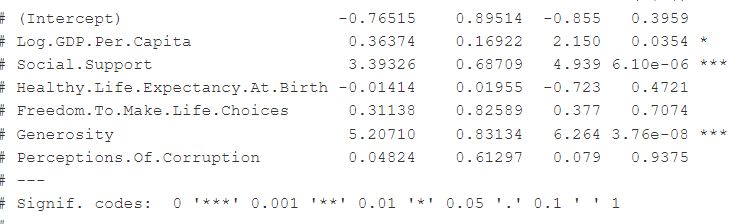 # (Intercept) -0.76515 0.89514 -0.855 0.3959
# Log.GDP.Per.Capita 0.36374 0.16922 2.150 0.0354 *
# Social.Support 3.39326 0.68709 4.939 6.10e-06 ***
# Healthy.Life.Expectancy.At.Birth -0.01414 0.01955 -0.723 0.4721
# Freedom.To.Make.Life.Choices 0.31138 0.82589 0.377 0.7074
# Generosity 5.20710 0.83134 6.264 3.76e-08 ***
# Perceptions.Of.Corruption 0.04824 0.61297 0.079 0.9375
# ---
# Signif. codes: 0 '***' 0.001 '**' 0.01 '*' 0.05 '.' 0.1 ' ' 1